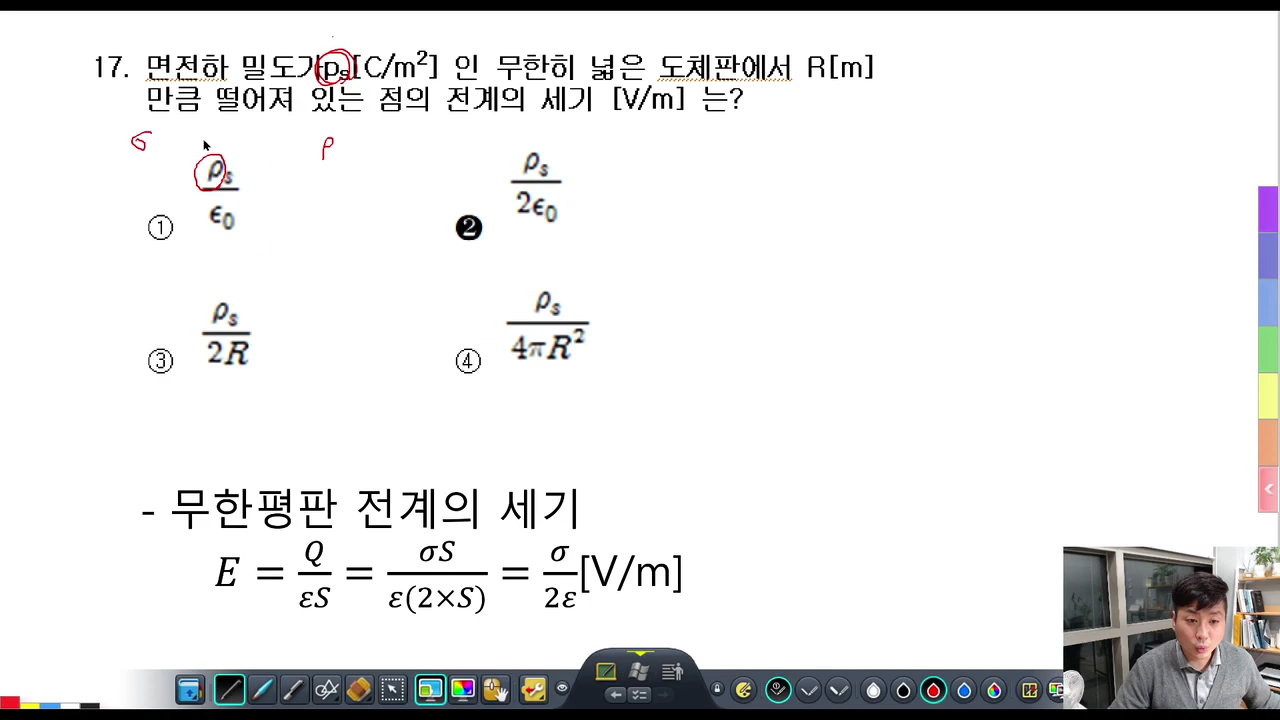 17. 면전하 밀도가 ρs[C/m²] 인 무한히 넓은 도체판에서 R[m]
만큼 떨어져 있는 점의 전계의 세기 [V/m] 는?
σ ρ
① ρs/ϵ0 ❷ ρs/2ϵ0
③ ρs/2R ④ ρs/4πR²
- 무한평판 전계의 세기
E = Q/εS = σS/ε(2×S) = σ/2ε [V/m]